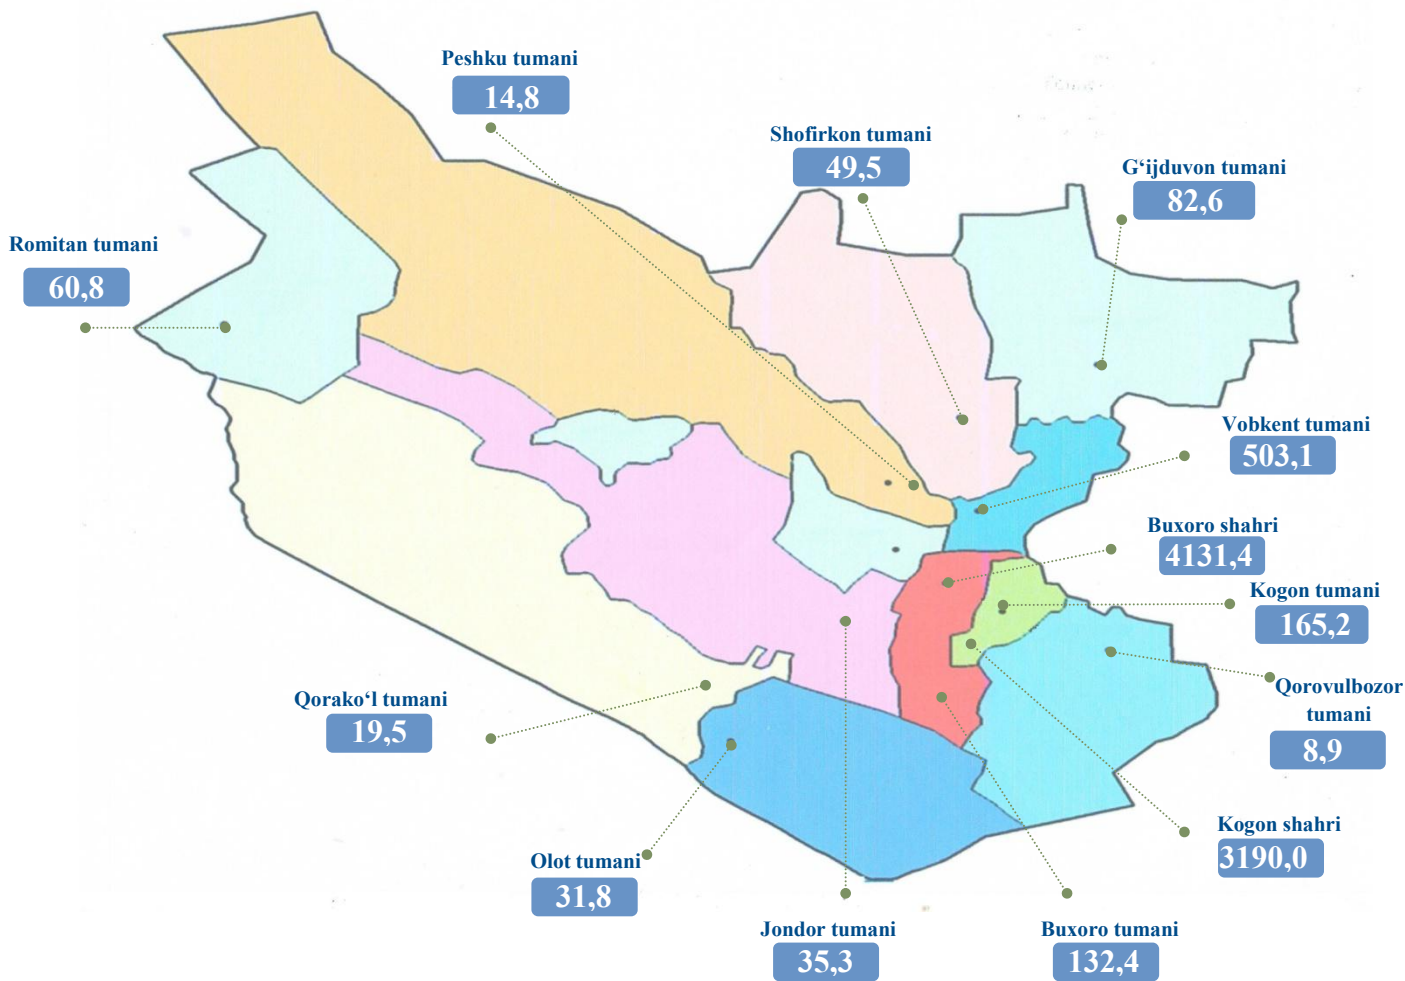 Peshku tumani
14,8
Shofirkon tumani
49,5
G‘ijduvon tumani
82,6
Romitan tumani
60,8
Vobkent tumani
503,1
Buxoro shahri
4131,4
Kogon tumani
165,2
Qorovulbozor
tumani
8,9
Qorako‘l tumani
19,5
Kogon shahri
3190,0
Olot tumani
31,8
Jondor tumani
35,3
Buxoro tumani
132,4